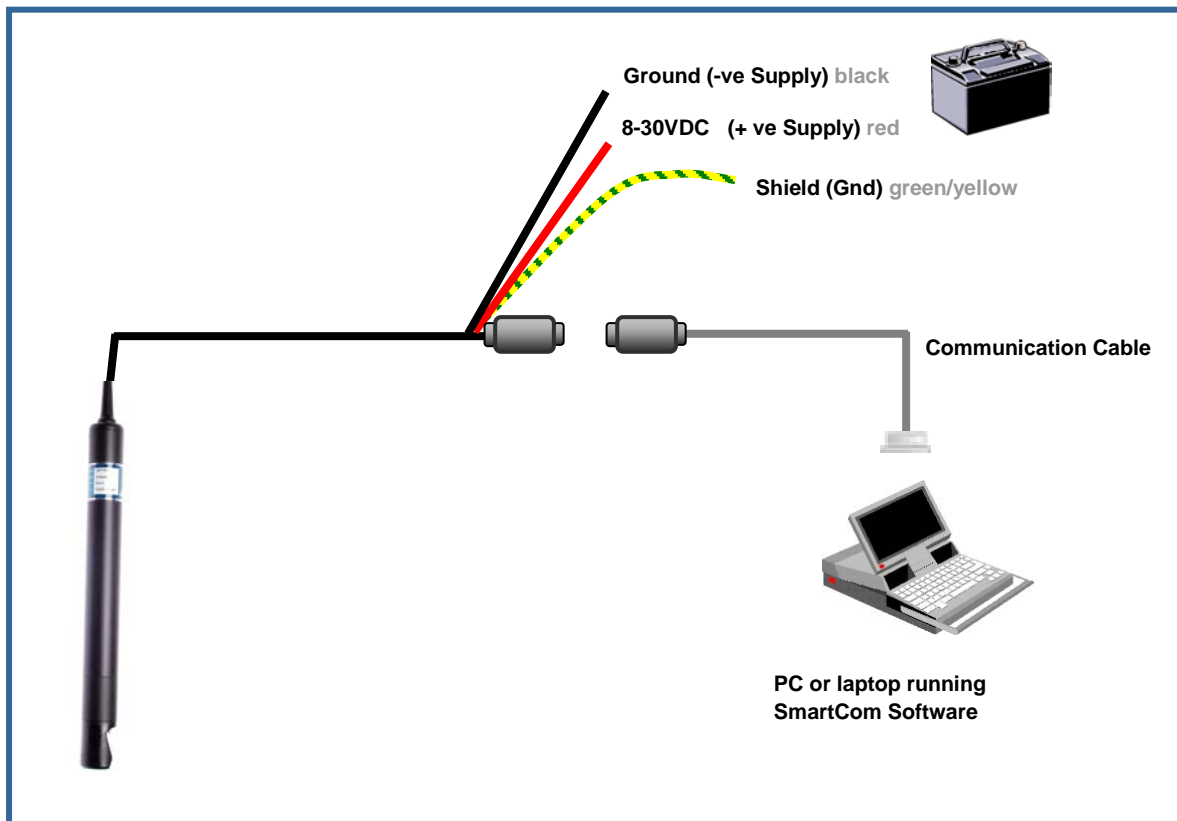 Ground (-ve Supply) black
8-30VDC (+ ve Supply) red
Shield (Gnd) green/yellow
Communication Cable
PC or laptop running
SmartCom Software